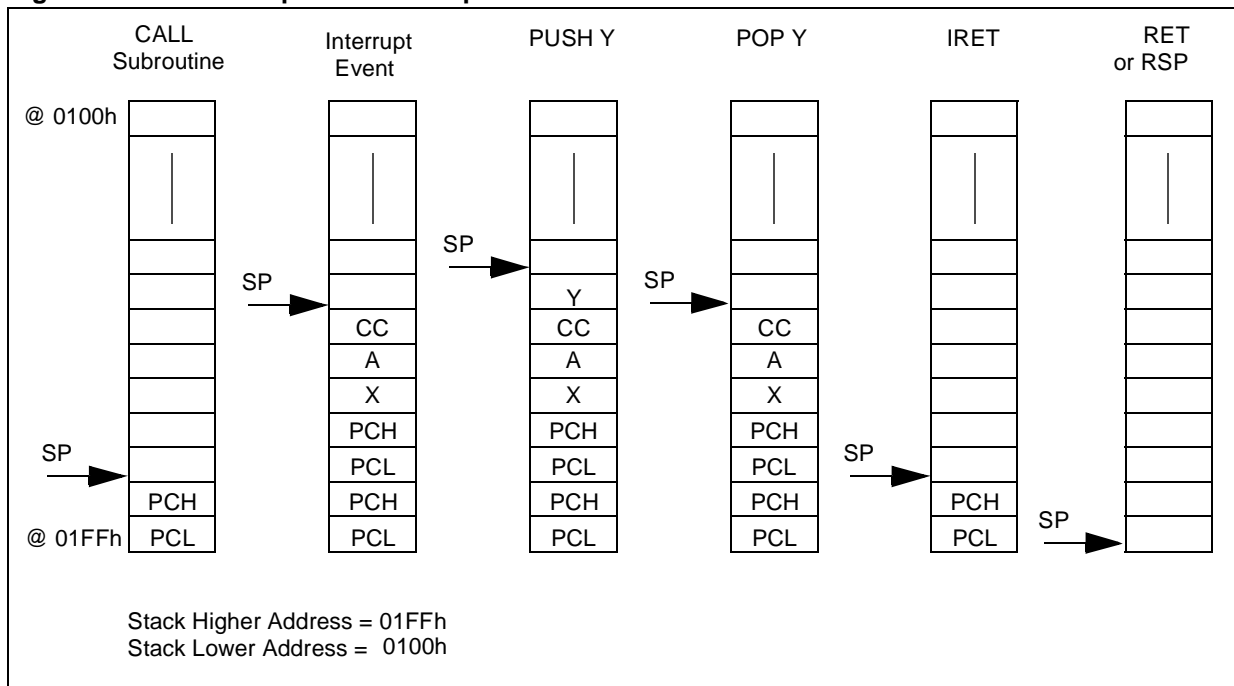 CALL
Subroutine
Interrupt
Event
PUSH Y
POP Y
IRET
RET
or RSP
@ 0100h
SP
PCH
@ 01FFh PCL
SP
CC
A
X
PCH
PCL
PCH
PCL
SP
Y
CC
A
X
PCH
PCL
PCH
PCL
SP
CC
A
X
PCH
PCL
PCH
PCL
SP
PCH
PCL
SP
Stack Higher Address = 01FFh
Stack Lower Address = 0100h